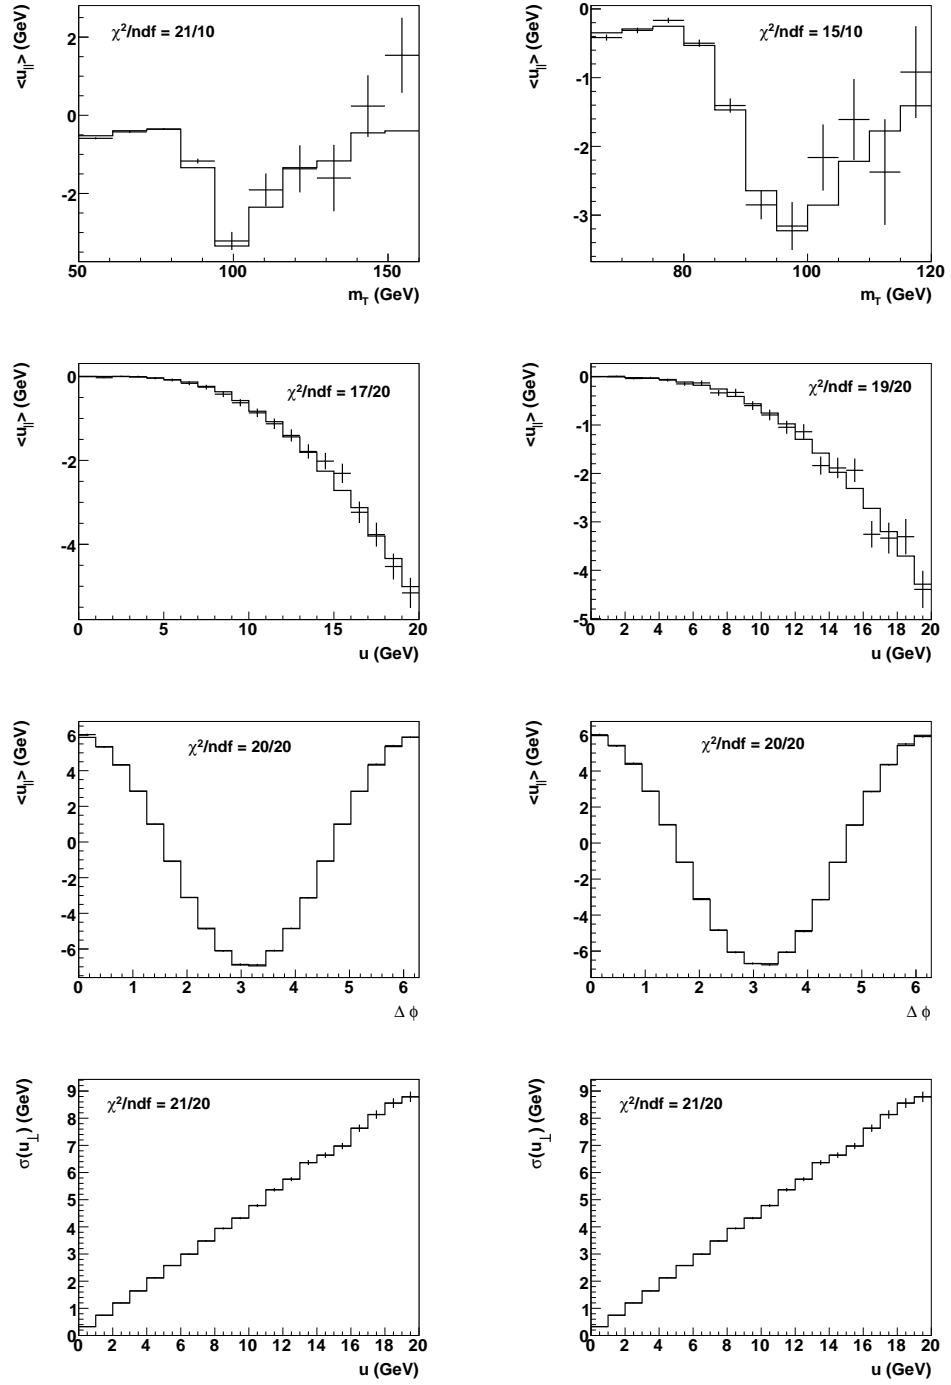 <u||> (GeV)
χ²/ndf = 21/10
2
0
-2
50
100
150
m_T (GeV)
<u||> (GeV)
χ²/ndf = 15/10
0
-1
-2
-3
80
100
120
m_T (GeV)
<u||> (GeV)
χ²/ndf = 17/20
0
-2
-4
0
5
10
15
20
u (GeV)
<u||> (GeV)
χ²/ndf = 19/20
0
-1
-2
-3
-4
-5
0 2 4 6 8 10 12 14 16 18 20
u (GeV)
<u||> (GeV)
χ²/ndf = 20/20
6
4
2
0
-2
-4
-6
0 1 2 3 4 5 6
Δ ϕ
<u||> (GeV)
χ²/ndf = 20/20
6
4
2
0
-2
-4
-6
0 1 2 3 4 5 6
Δ ϕ
σ(u⊥) (GeV)
χ²/ndf = 21/20
9
8
7
6
5
4
3
2
1
0
0 2 4 6 8 10 12 14 16 18 20
u (GeV)
σ(u⊥) (GeV)
χ²/ndf = 21/20
9
8
7
6
5
4
3
2
1
0
0 2 4 6 8 10 12 14 16 18 20
u (GeV)